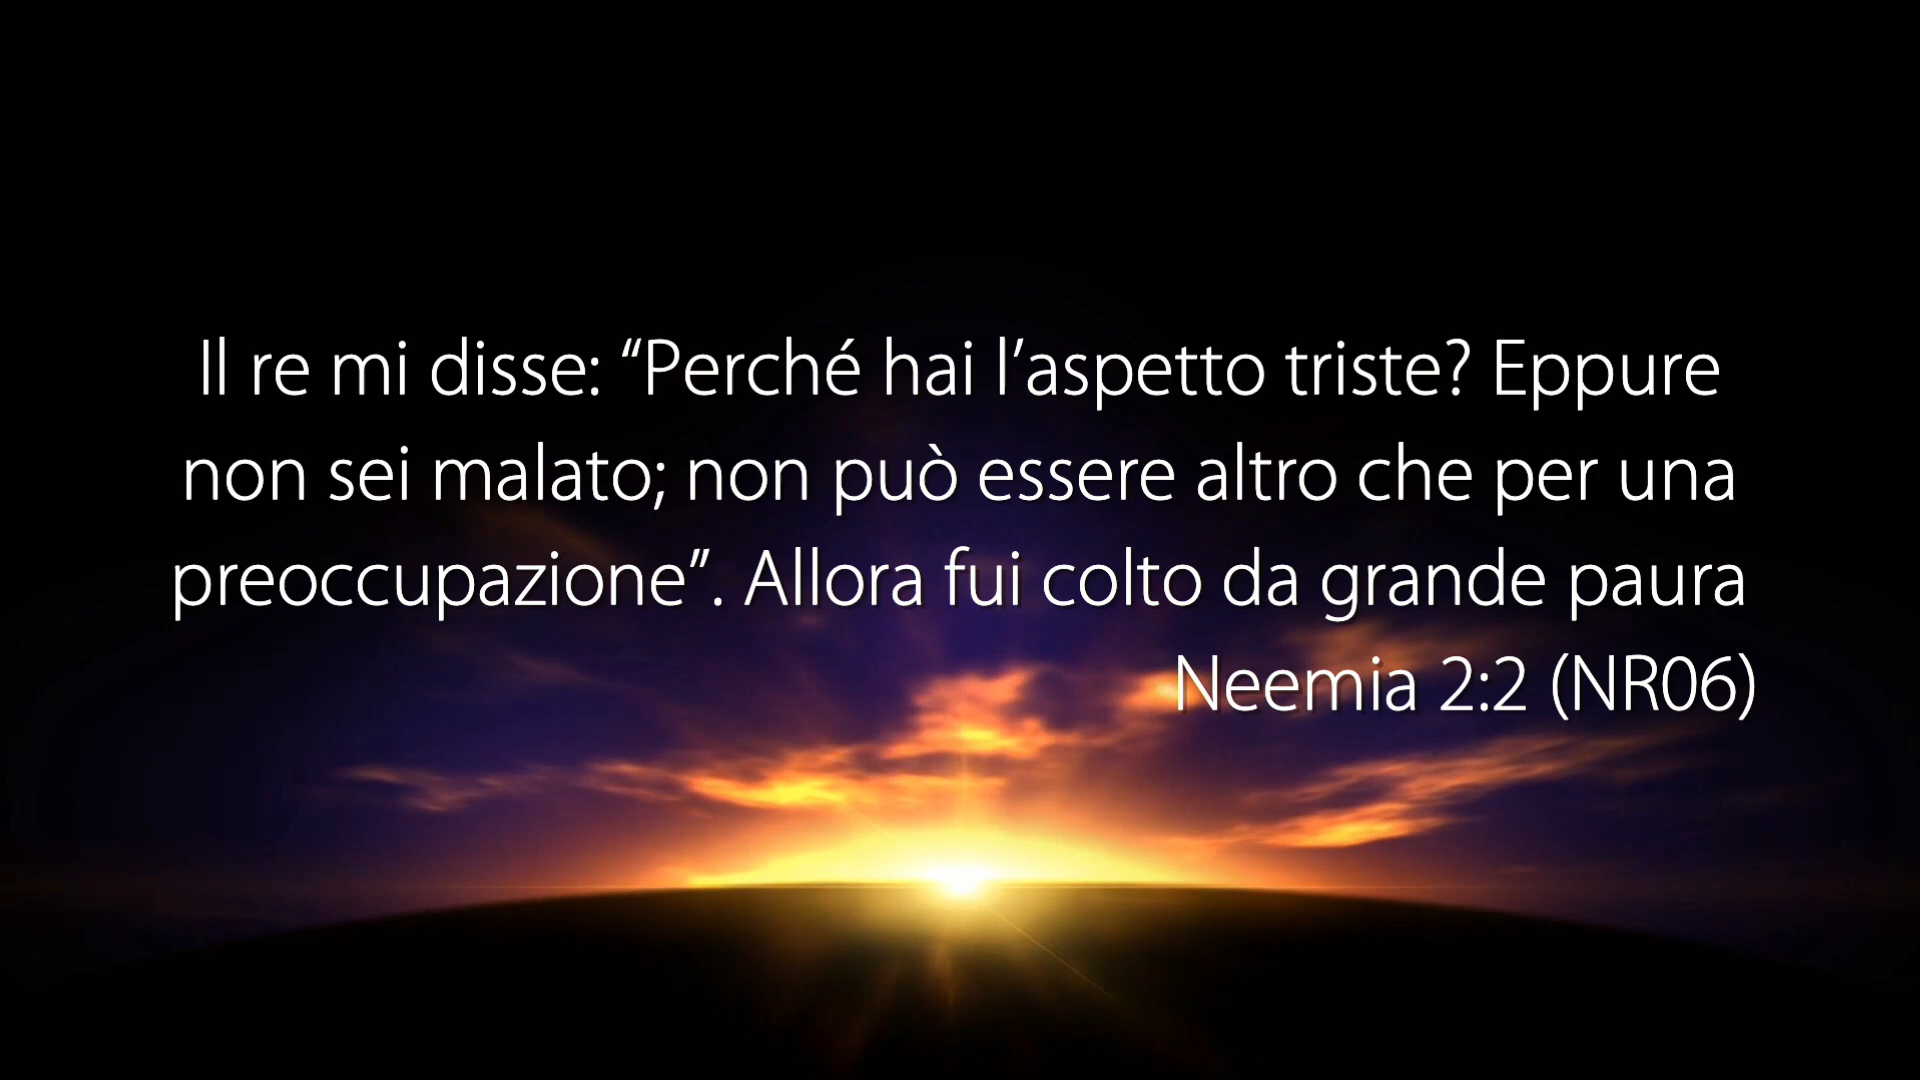 Il re mi disse: “Perché hai l’aspetto triste? Eppure
non sei malato; non può essere altro che per una
preoccupazione”. Allora fui colto da grande paura
Neemia 2:2 (NR06)